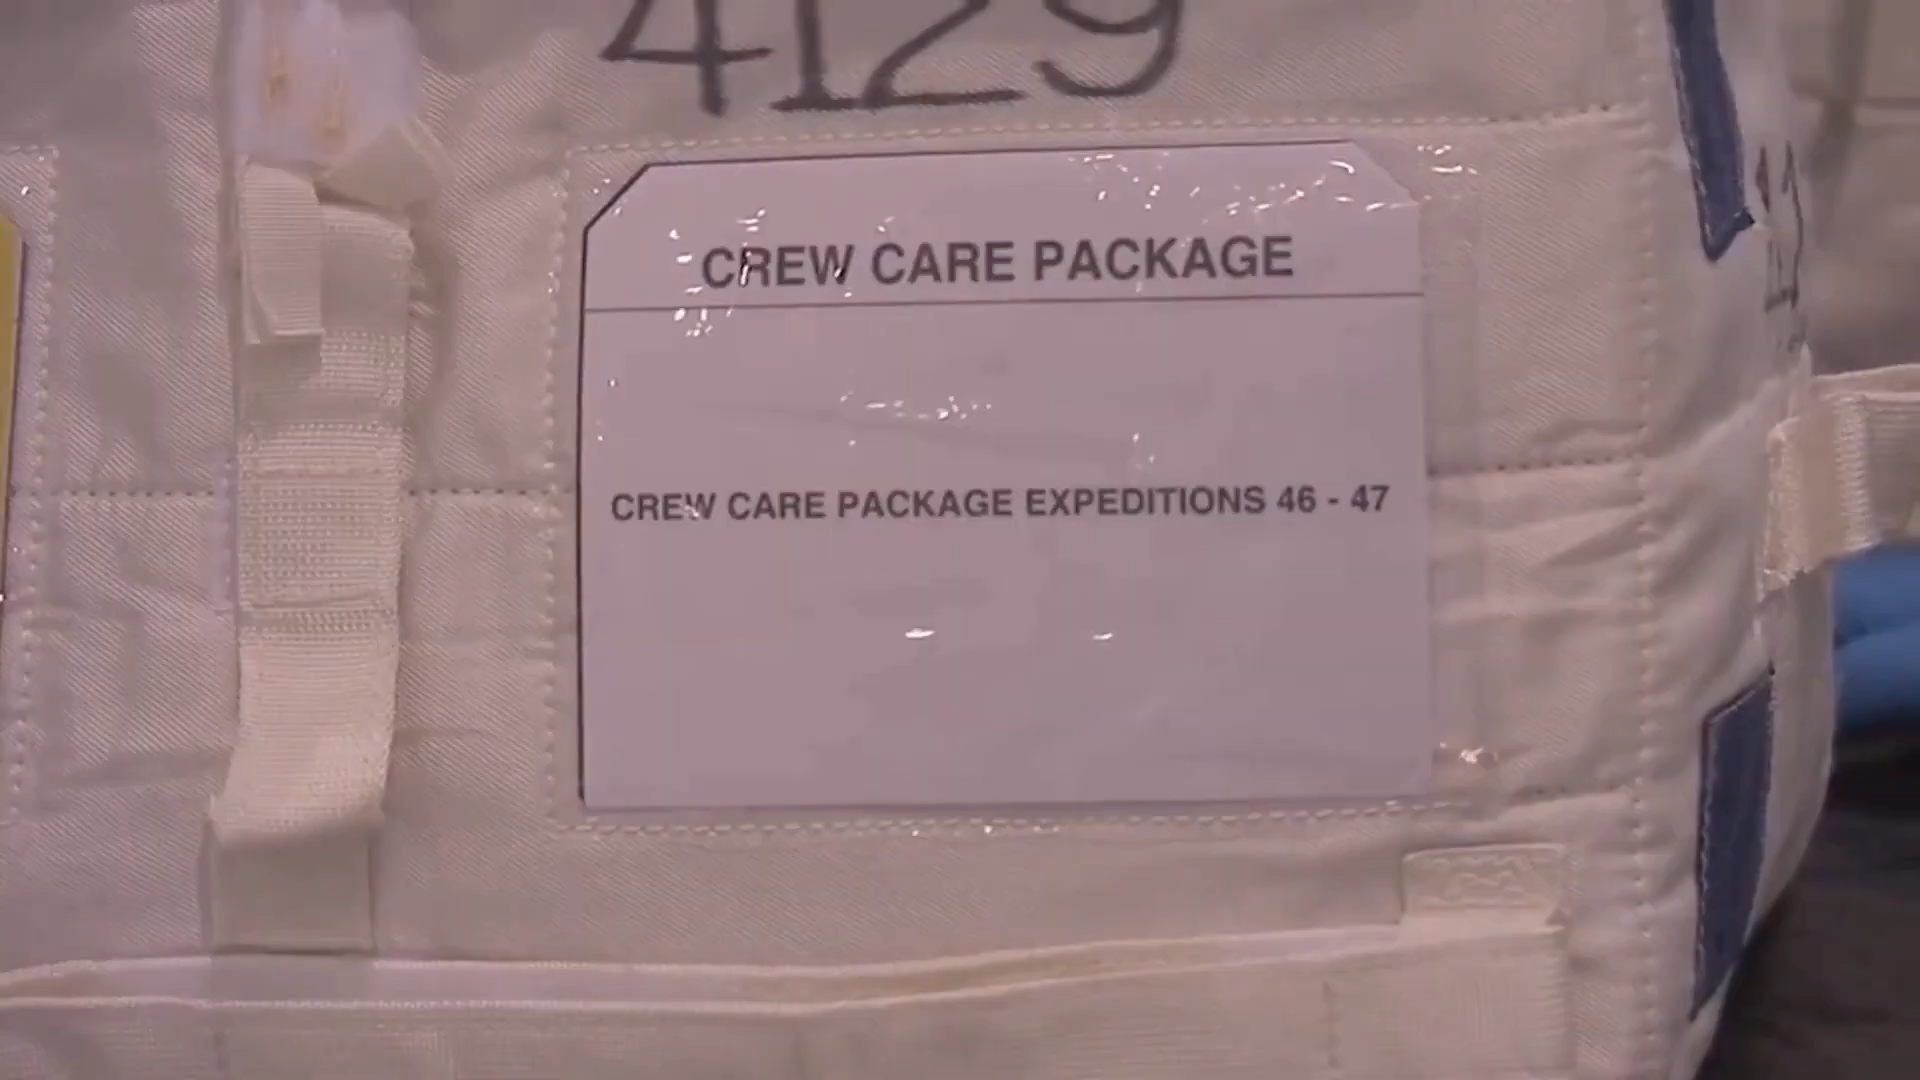 4129
CREW CARE PACKAGE
CREW CARE PACKAGE EXPEDITIONS 46 - 47